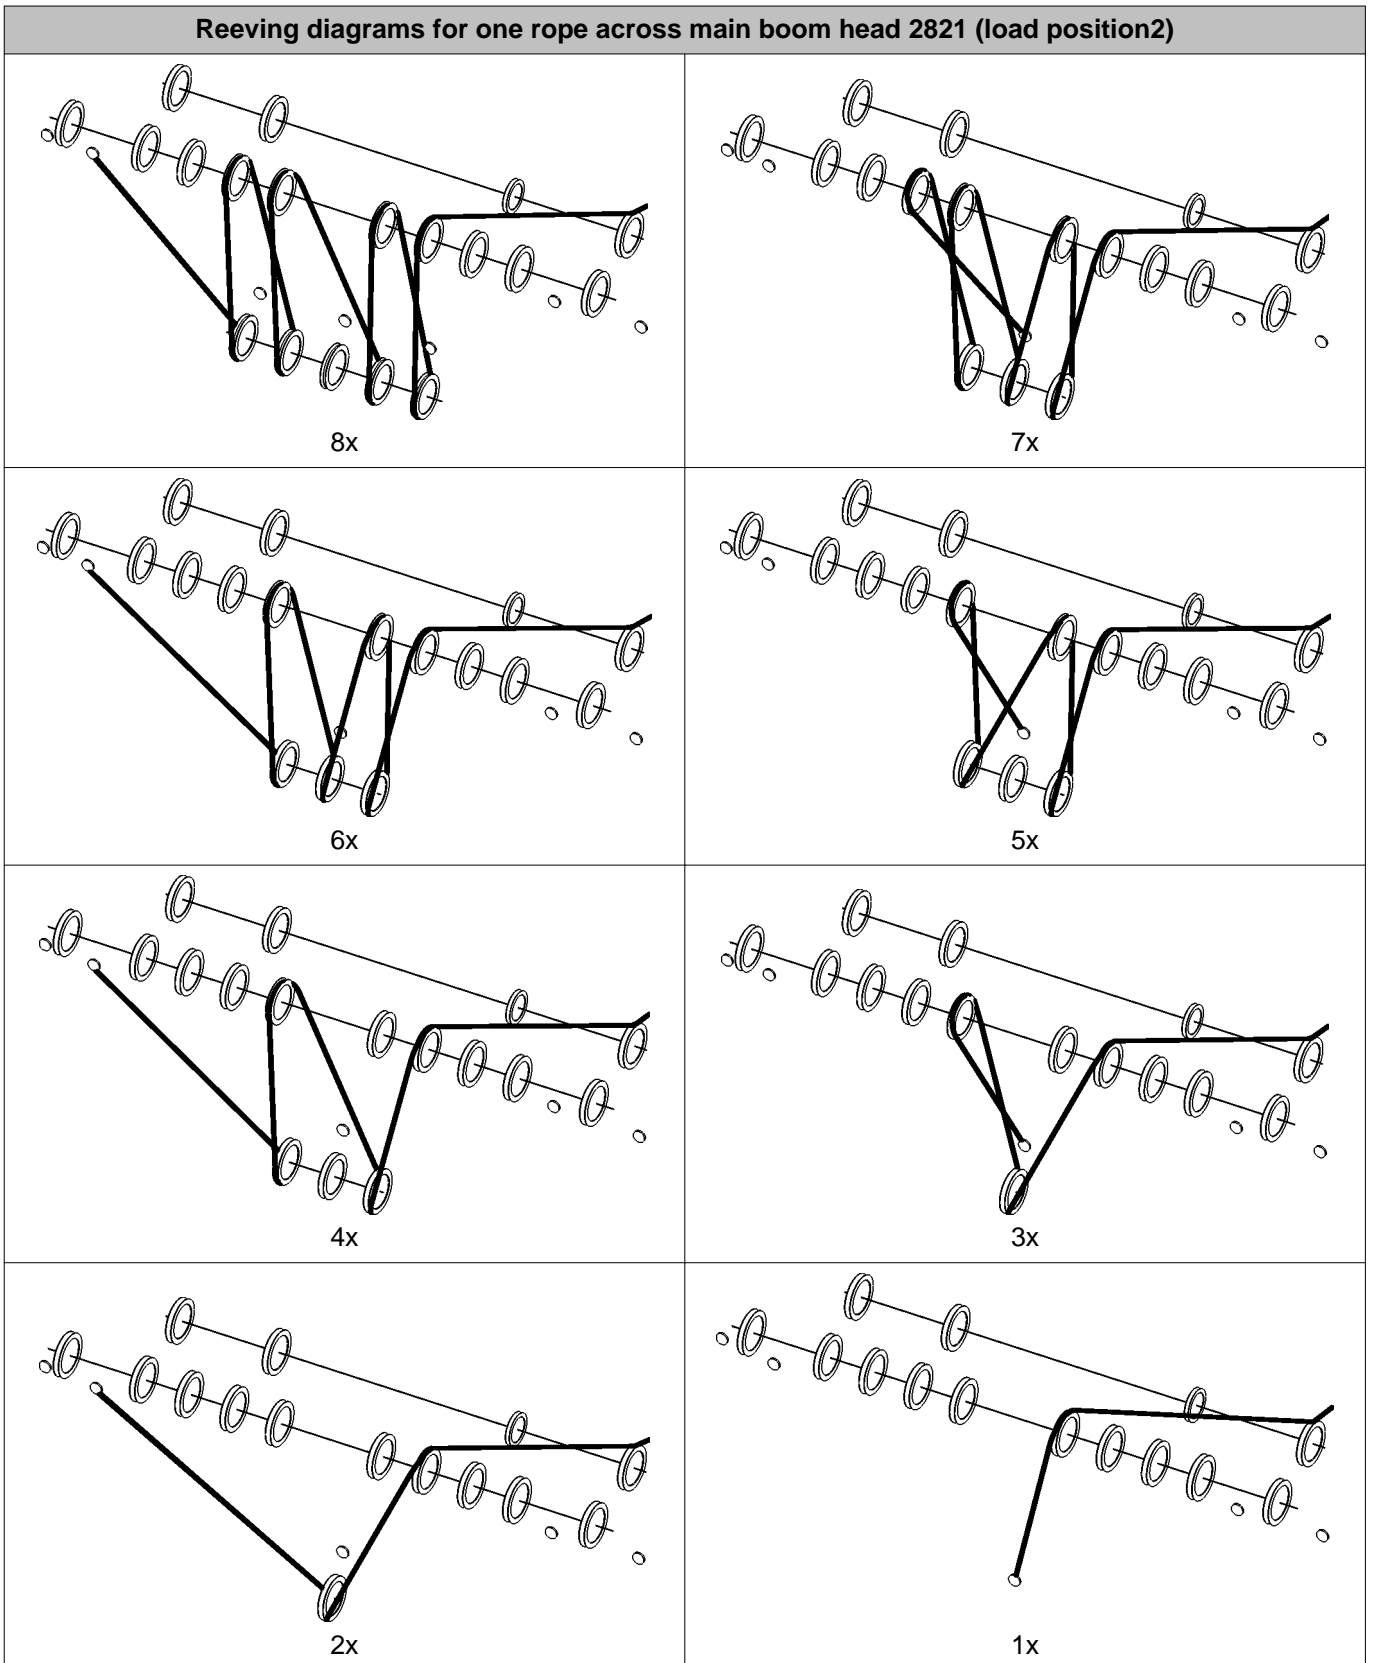 Reeving diagrams for one rope across main boom head 2821 (load position2)
8x
7x
6x
5x
4x
3x
2x
1x